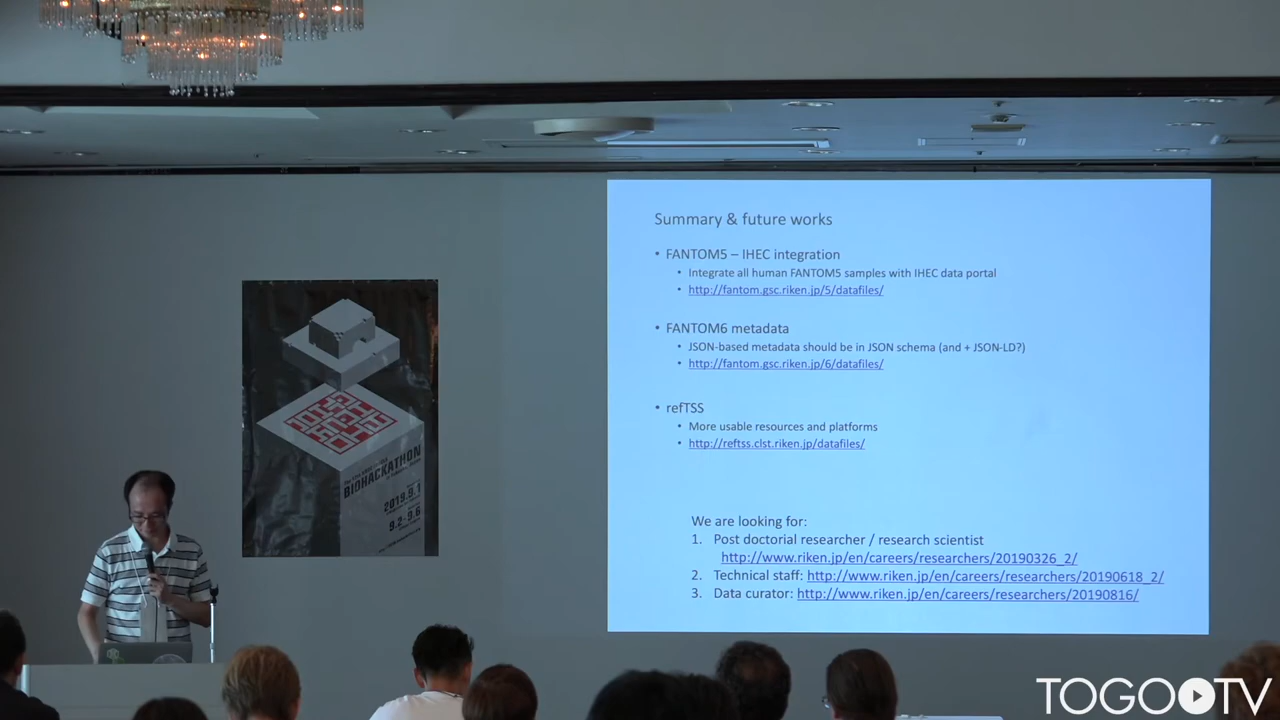 Summary & future works
• FANTOM5 – IHEC integration
• Integrate all human FANTOM5 samples with IHEC data portal
• http://fantom.gsc.riken.jp/5/datafiles/
• FANTOM6 metadata
• JSON-based metadata should be in JSON schema (and + JSON-LD?)
• http://fantom.gsc.riken.jp/6/datafiles/
• refTSS
• More usable resources and platforms
• http://reftss.clst.riken.jp/datafiles/
We are looking for:
1. Post doctorial researcher / research scientist
http://www.riken.jp/en/careers/researchers/20190326_2/
2. Technical staff: http://www.riken.jp/en/careers/researchers/20190618_2/
3. Data curator: http://www.riken.jp/en/careers/researchers/20190816/
BIOHACKATHON
2019.9.1
9.2-9.6
TOGOTV